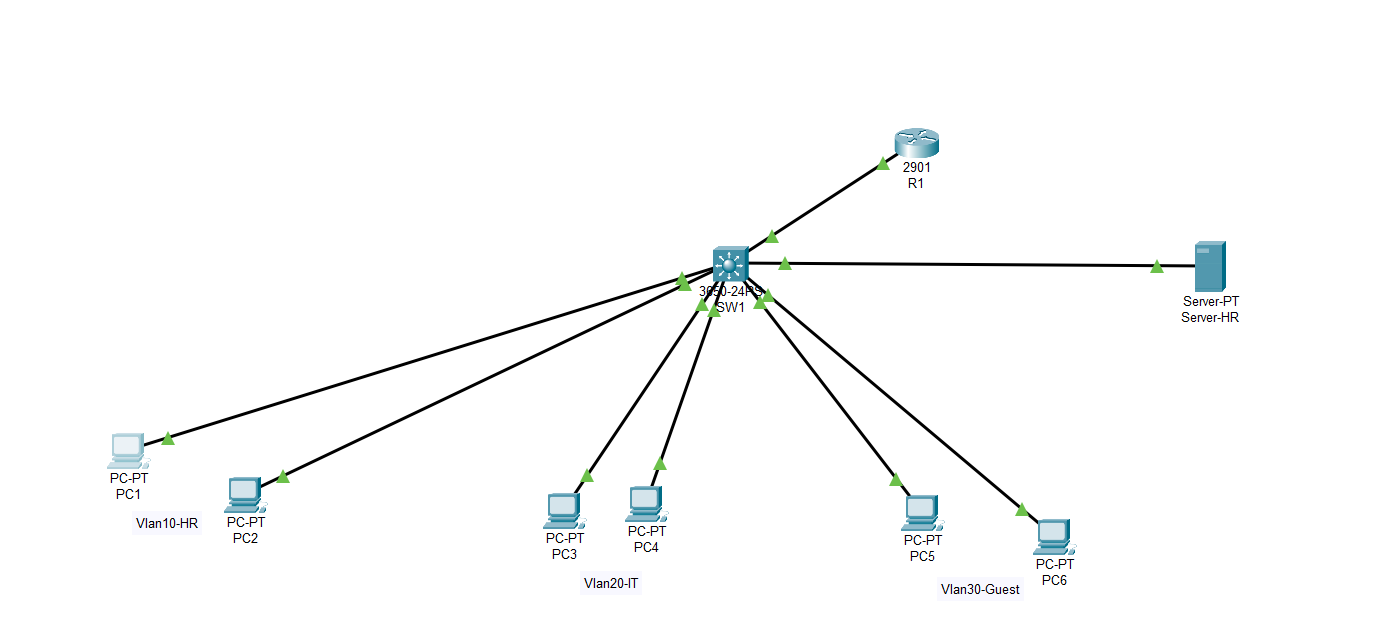 2901
R1
3650-24PS
SW1
Server-PT
Server-HR
PC-PT
PC1
Vlan10-HR
PC-PT
PC2
PC-PT
PC3
PC-PT
PC4
Vlan20-IT
PC-PT
PC5
PC-PT
PC6
Vlan30-Guest